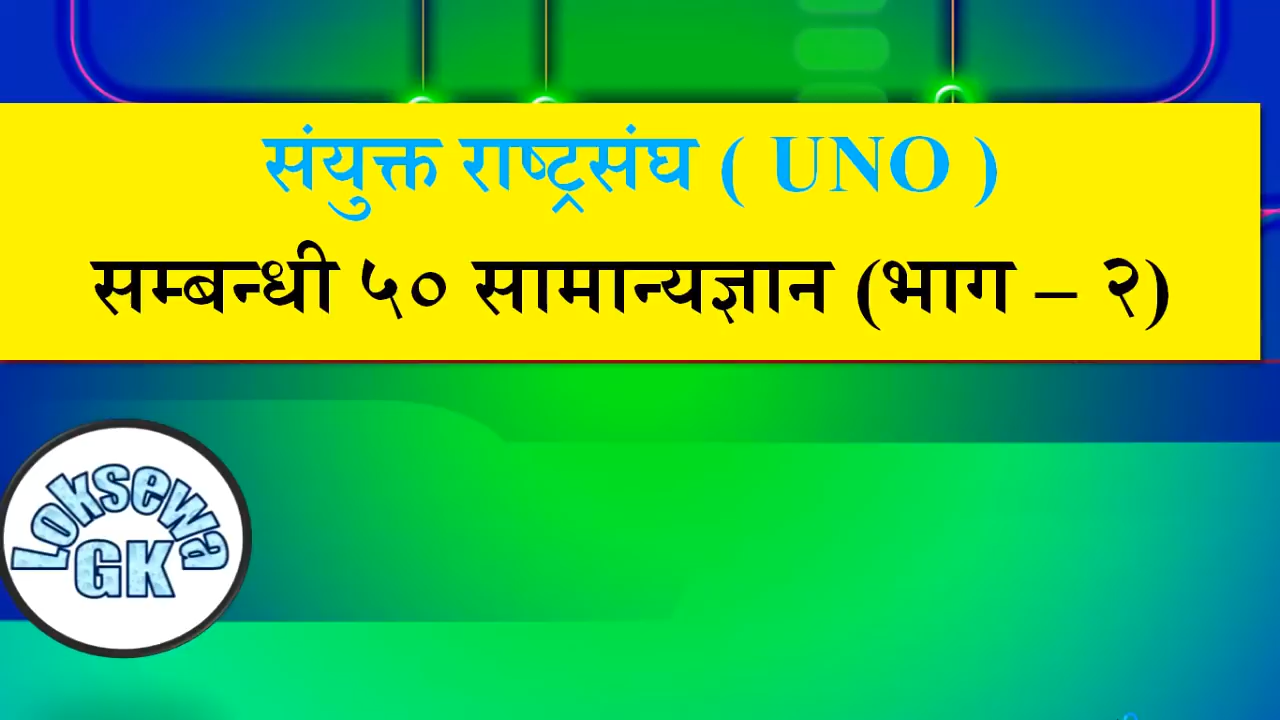 संयुक्त राष्ट्रसंघ ( UNO )
सम्बन्धी ५० सामान्यज्ञान (भाग – २)
Loksewa
GK